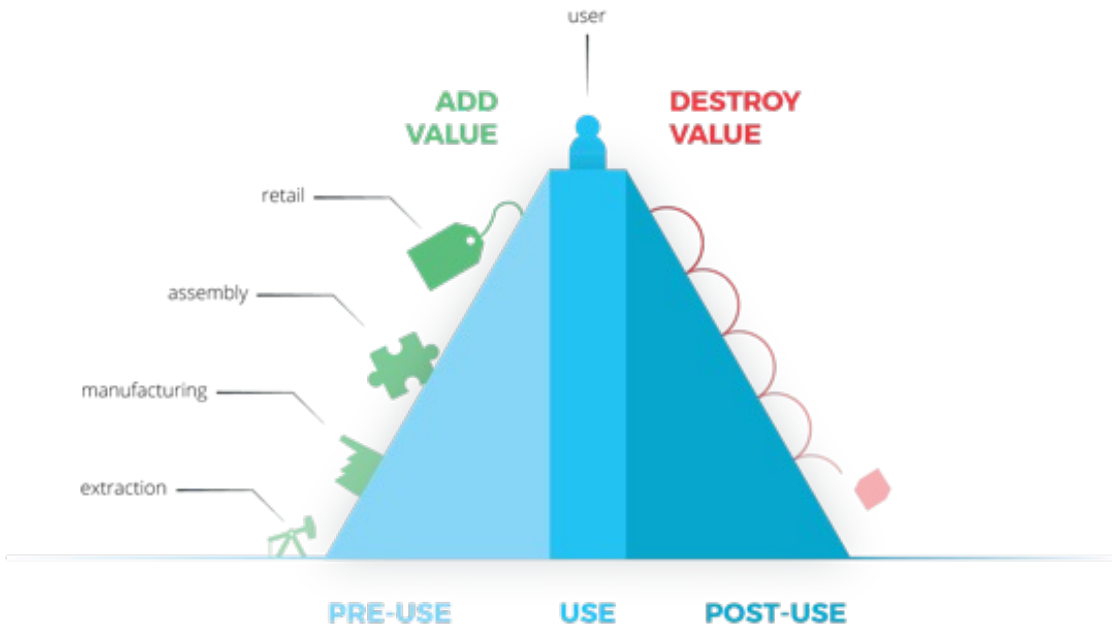 user
ADD
VALUE
DESTROY
VALUE
retail
assembly
manufacturing
extraction
PRE-USE
USE
POST-USE